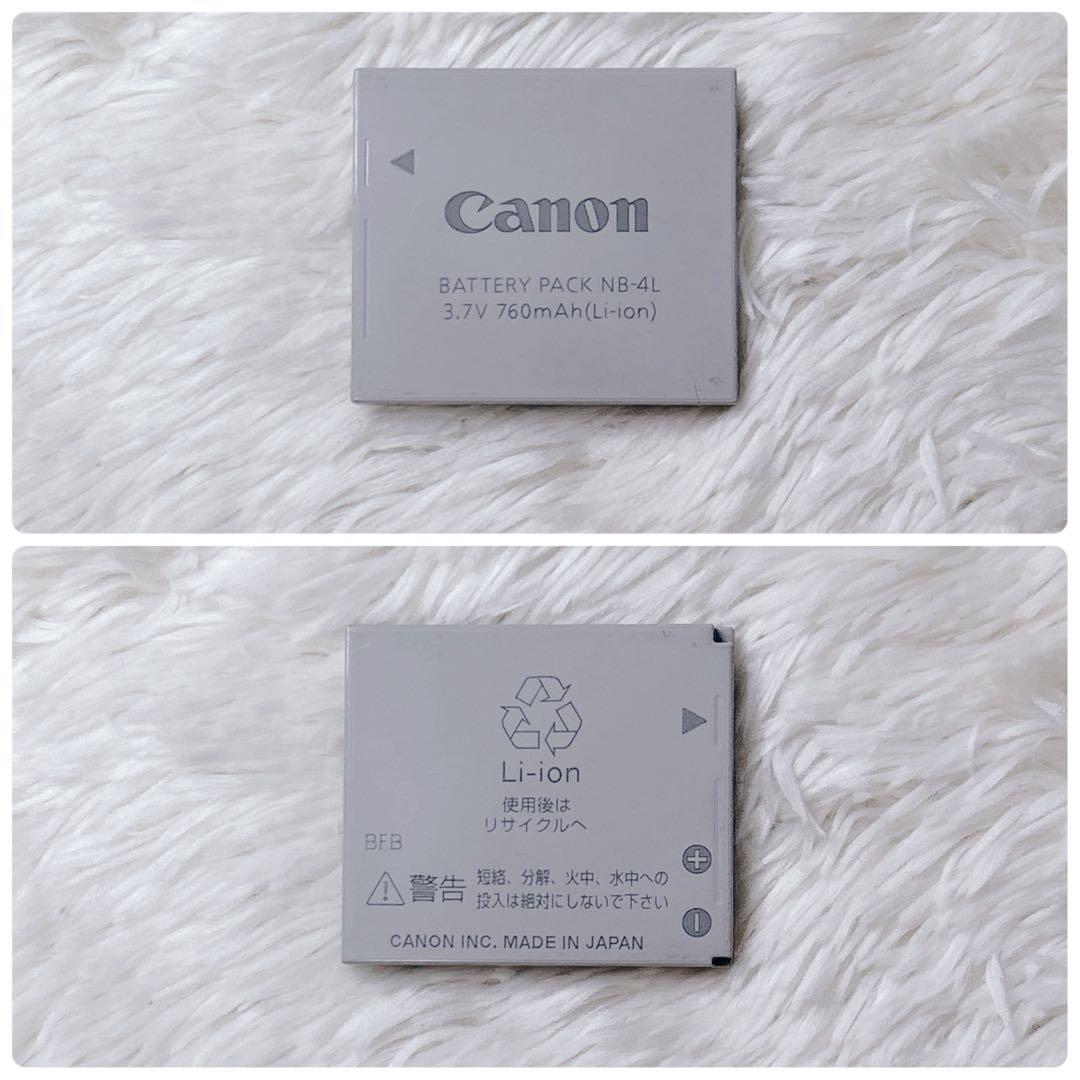 Canon
BATTERY PACK NB-4L
3.7V 760mAh(Li-ion)
Li-ion
使用後は
リサイクルへ
BFB
警告 短絡、分解、火中、水中への
投入は絶対にしないで下さい
CANON INC. MADE IN JAPAN